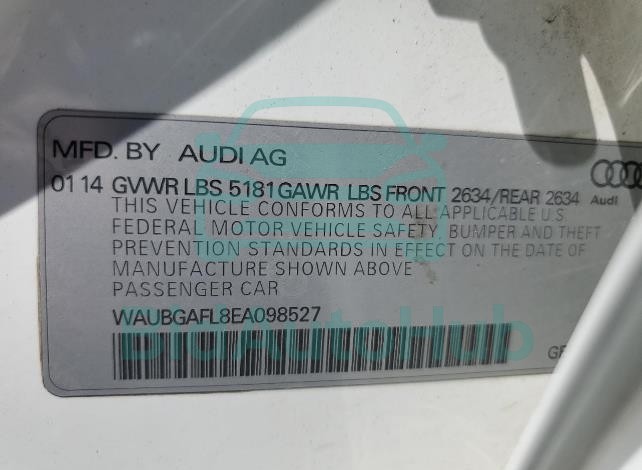 MFD. BY AUDI AG
01 14 GVWR LBS 5181 GAWR LBS FRONT 2634/REAR 2634 Audi
THIS VEHICLE CONFORMS TO ALL APPLICABLE U.S
FEDERAL MOTOR VEHICLE SAFETY, BUMPER AND THEFT
PREVENTION STANDARDS IN EFFECT ON THE DATE OF
MANUFACTURE SHOWN ABOVE
PASSENGER CAR
WAUBGAFL8EA098527
BidAutoHub